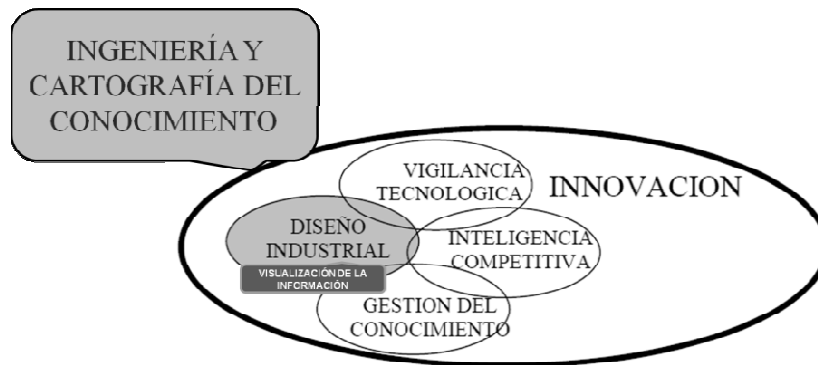 INGENIERÍA Y
CARTOGRAFÍA DEL
CONOCIMIENTO
VIGILANCIA
TECNOLOGICA
INNOVACION
DISEÑO
INDUSTRIAL
INTELIGENCIA
COMPETITIVA
VISUALIZACIÓN DE LA
INFORMACIÓN
GESTION DEL
CONOCIMIENTO